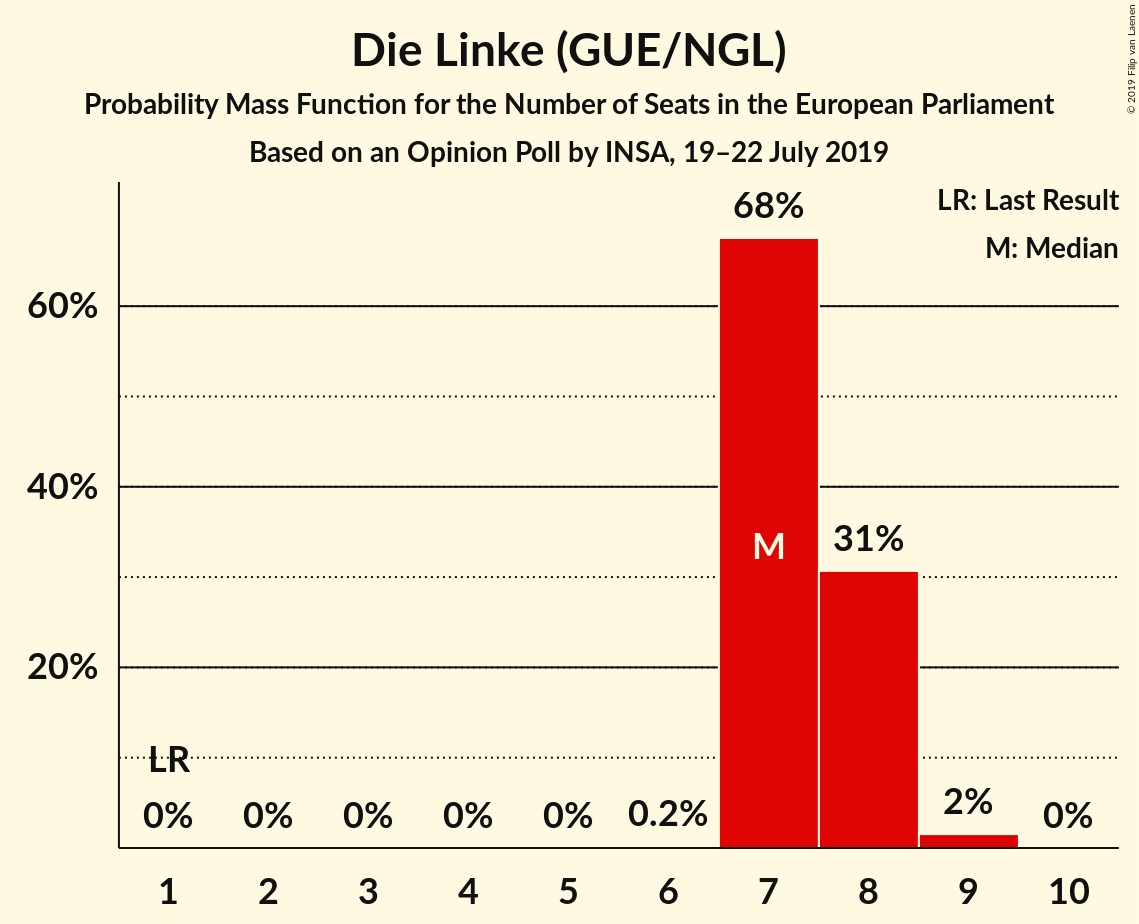 Die Linke (GUE/NGL)
Probability Mass Function for the Number of Seats in the European Parliament
Based on an Opinion Poll by INSA, 19–22 July 2019
© 2019 Filip van Laenen
LR: Last Result
M: Median
68%
60%
40%
31%
M
20%
LR
0% 0% 0% 0% 0% 0.2% 2% 0%
1 2 3 4 5 6 7 8 9 10